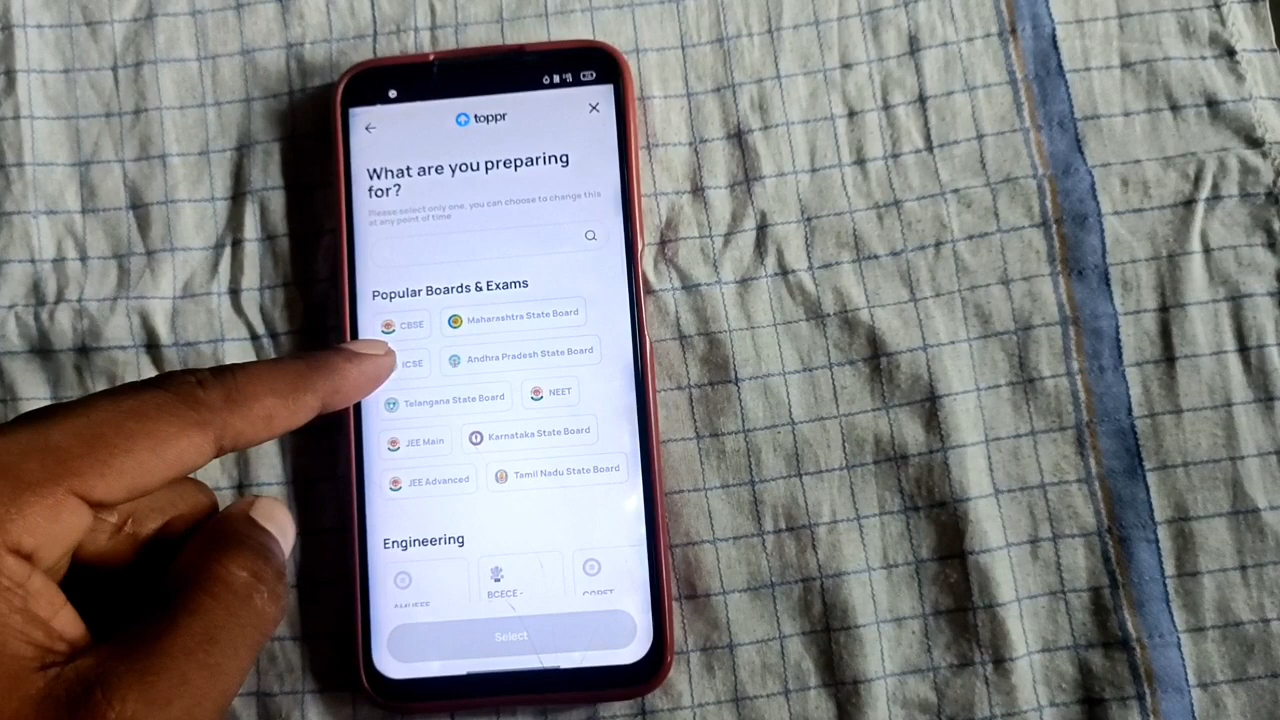 toppr
What are you preparing
for?
Please select only one, you can choose to change this
at any point of time
Popular Boards & Exams
CBSE
Maharashtra State Board
ICSE
Andhra Pradesh State Board
Telangana State Board
NEET
JEE Main
Karnataka State Board
JEE Advanced
Tamil Nadu State Board
Engineering
BCECE -
Select